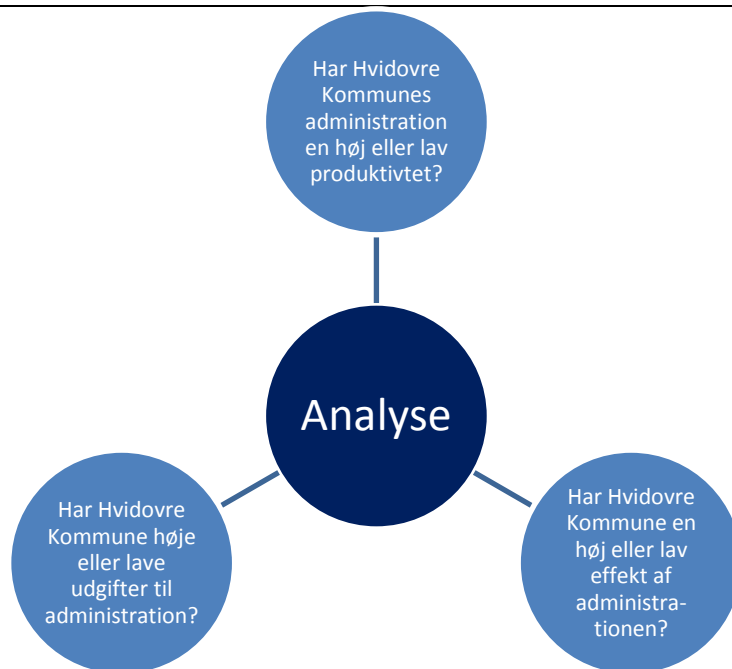 Har Hvidovre
Kommunes
administration
en høj eller lav
produktivtet?
Analyse
Har Hvidovre
Kommune høje
eller lave
udgifter til
administration?
Har Hvidovre
Kommune en
høj eller lav
effekt af
administra-
tionen?